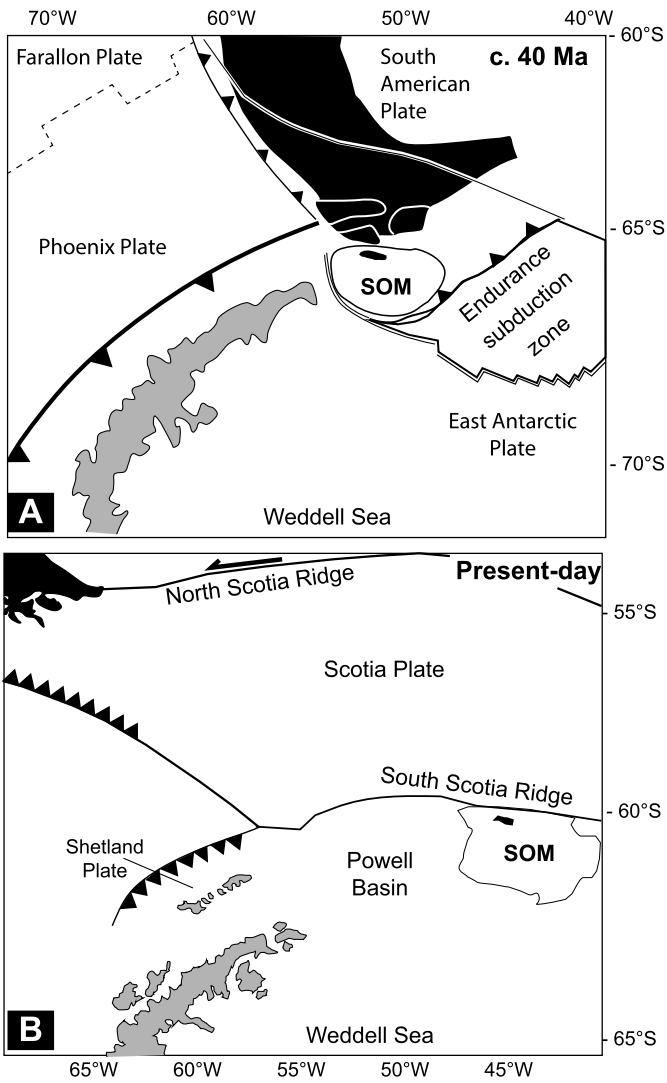 70°W 60°W 50°W 40°W
60°S
Farallon Plate
South
American
Plate
c. 40 Ma
65°S
Phoenix Plate
SOM
Endurance
subduction
zone
East Antarctic
Plate
70°S
A
Weddell Sea
Present-day
North Scotia Ridge
55°S
Scotia Plate
South Scotia Ridge
60°S
Shetland
Plate
Powell
Basin
SOM
B
Weddell Sea
65°S
65°W 60°W 55°W 50°W 45°W